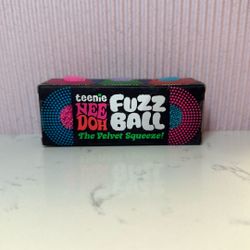 teenie
NEE
DOH
FUZZ
BALL
The Velvet Squeeze!